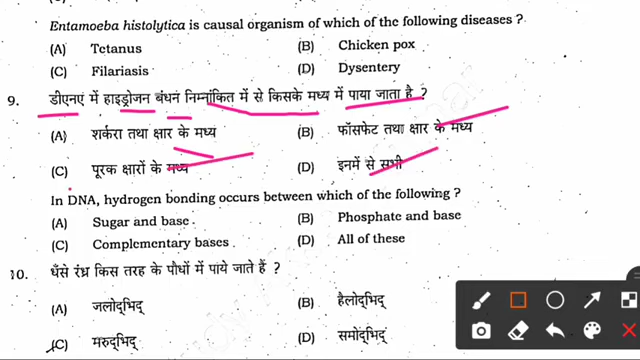 Entamoeba histolytica is causal organism of which of the following diseases ?
(A) Tetanus (B) Chicken pox
(C) Filariasis (D) Dysentery
9. डीएनए में हाइड्रोजन बंधन निम्नांकित में से किसके मध्य में पाया जाता है ?
(A) शर्करा तथा क्षार के मध्य (B) फॉस्फेट तथा क्षार के मध्य
(C) पूरक क्षारों के मध्य (D) इनमें से सभी
In DNA, hydrogen bonding occurs between which of the following ?
(A) Sugar and base (B) Phosphate and base
(C) Complementary bases (D) All of these
10. धँसे रंध्र किस तरह के पौधों में पाये जाते हैं ?
(A) जलोद्भिद् (B) हैलोद्भिद्
(C) मरुद्भिद् (D) समोद्भिद्